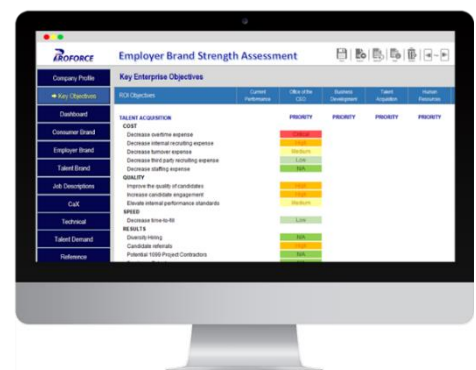 PROFORCE
Employer Brand Strength Assessment
Company Profile
Key Objectives
Dashboard
Consumer Brand
Employer Brand
Talent Brand
Job Descriptions
CaX
Technical
Talent Demand
Reference
Key Enterprise Objectives
ROI Objectives Current Performance Office of the CEO Business Development Talent Acquisition Human Resources
TALENT ACQUISITION PRIORITY PRIORITY PRIORITY PRIORITY
COST
Decrease overtime expense Critical
Decrease internal recruiting expense High
Decrease turnover expense Medium
Decrease third party recruiting expense Low
Decrease staffing expense N/A
QUALITY
Improve the quality of candidates High
Increase candidate engagement High
Elevate internal performance standards Medium
SPEED
Decrease time-to-fill Low
RESULTS
Diversity Hiring N/A
Candidate referrals High
Potential 1099 Project Contractors N/A